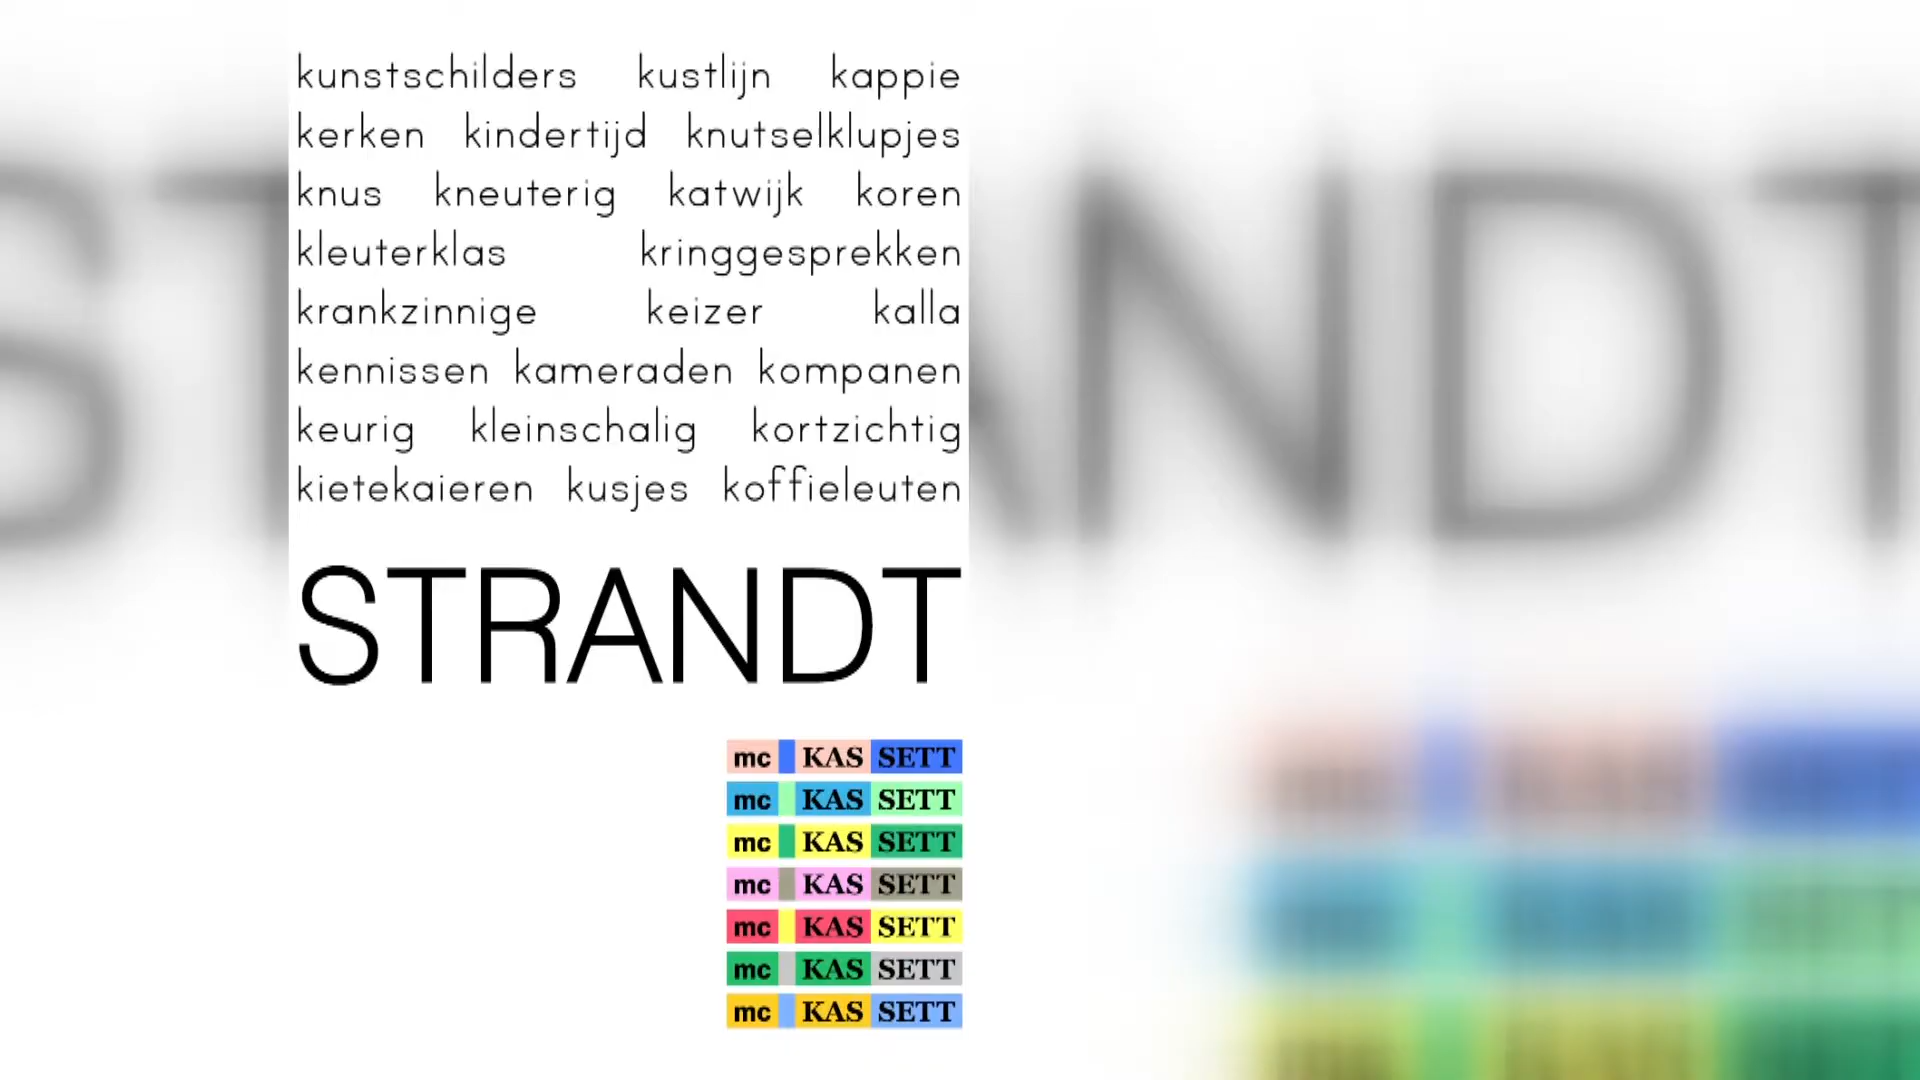 kunstschilders kustlijn kappie
kerken kindertijd knutselklupjes
knus kneuterig katwijk koren
kleuterklas kringgesprekken
krankzinnige keizer kalla
kennissen kameraden kompanen
keurig kleinschalig kortzichtig
kietekaieren kusjes koffieleuten
STRANDT
mc KAS SETT
mc KAS SETT
mc KAS SETT
mc KAS SETT
mc KAS SETT
mc KAS SETT
mc KAS SETT